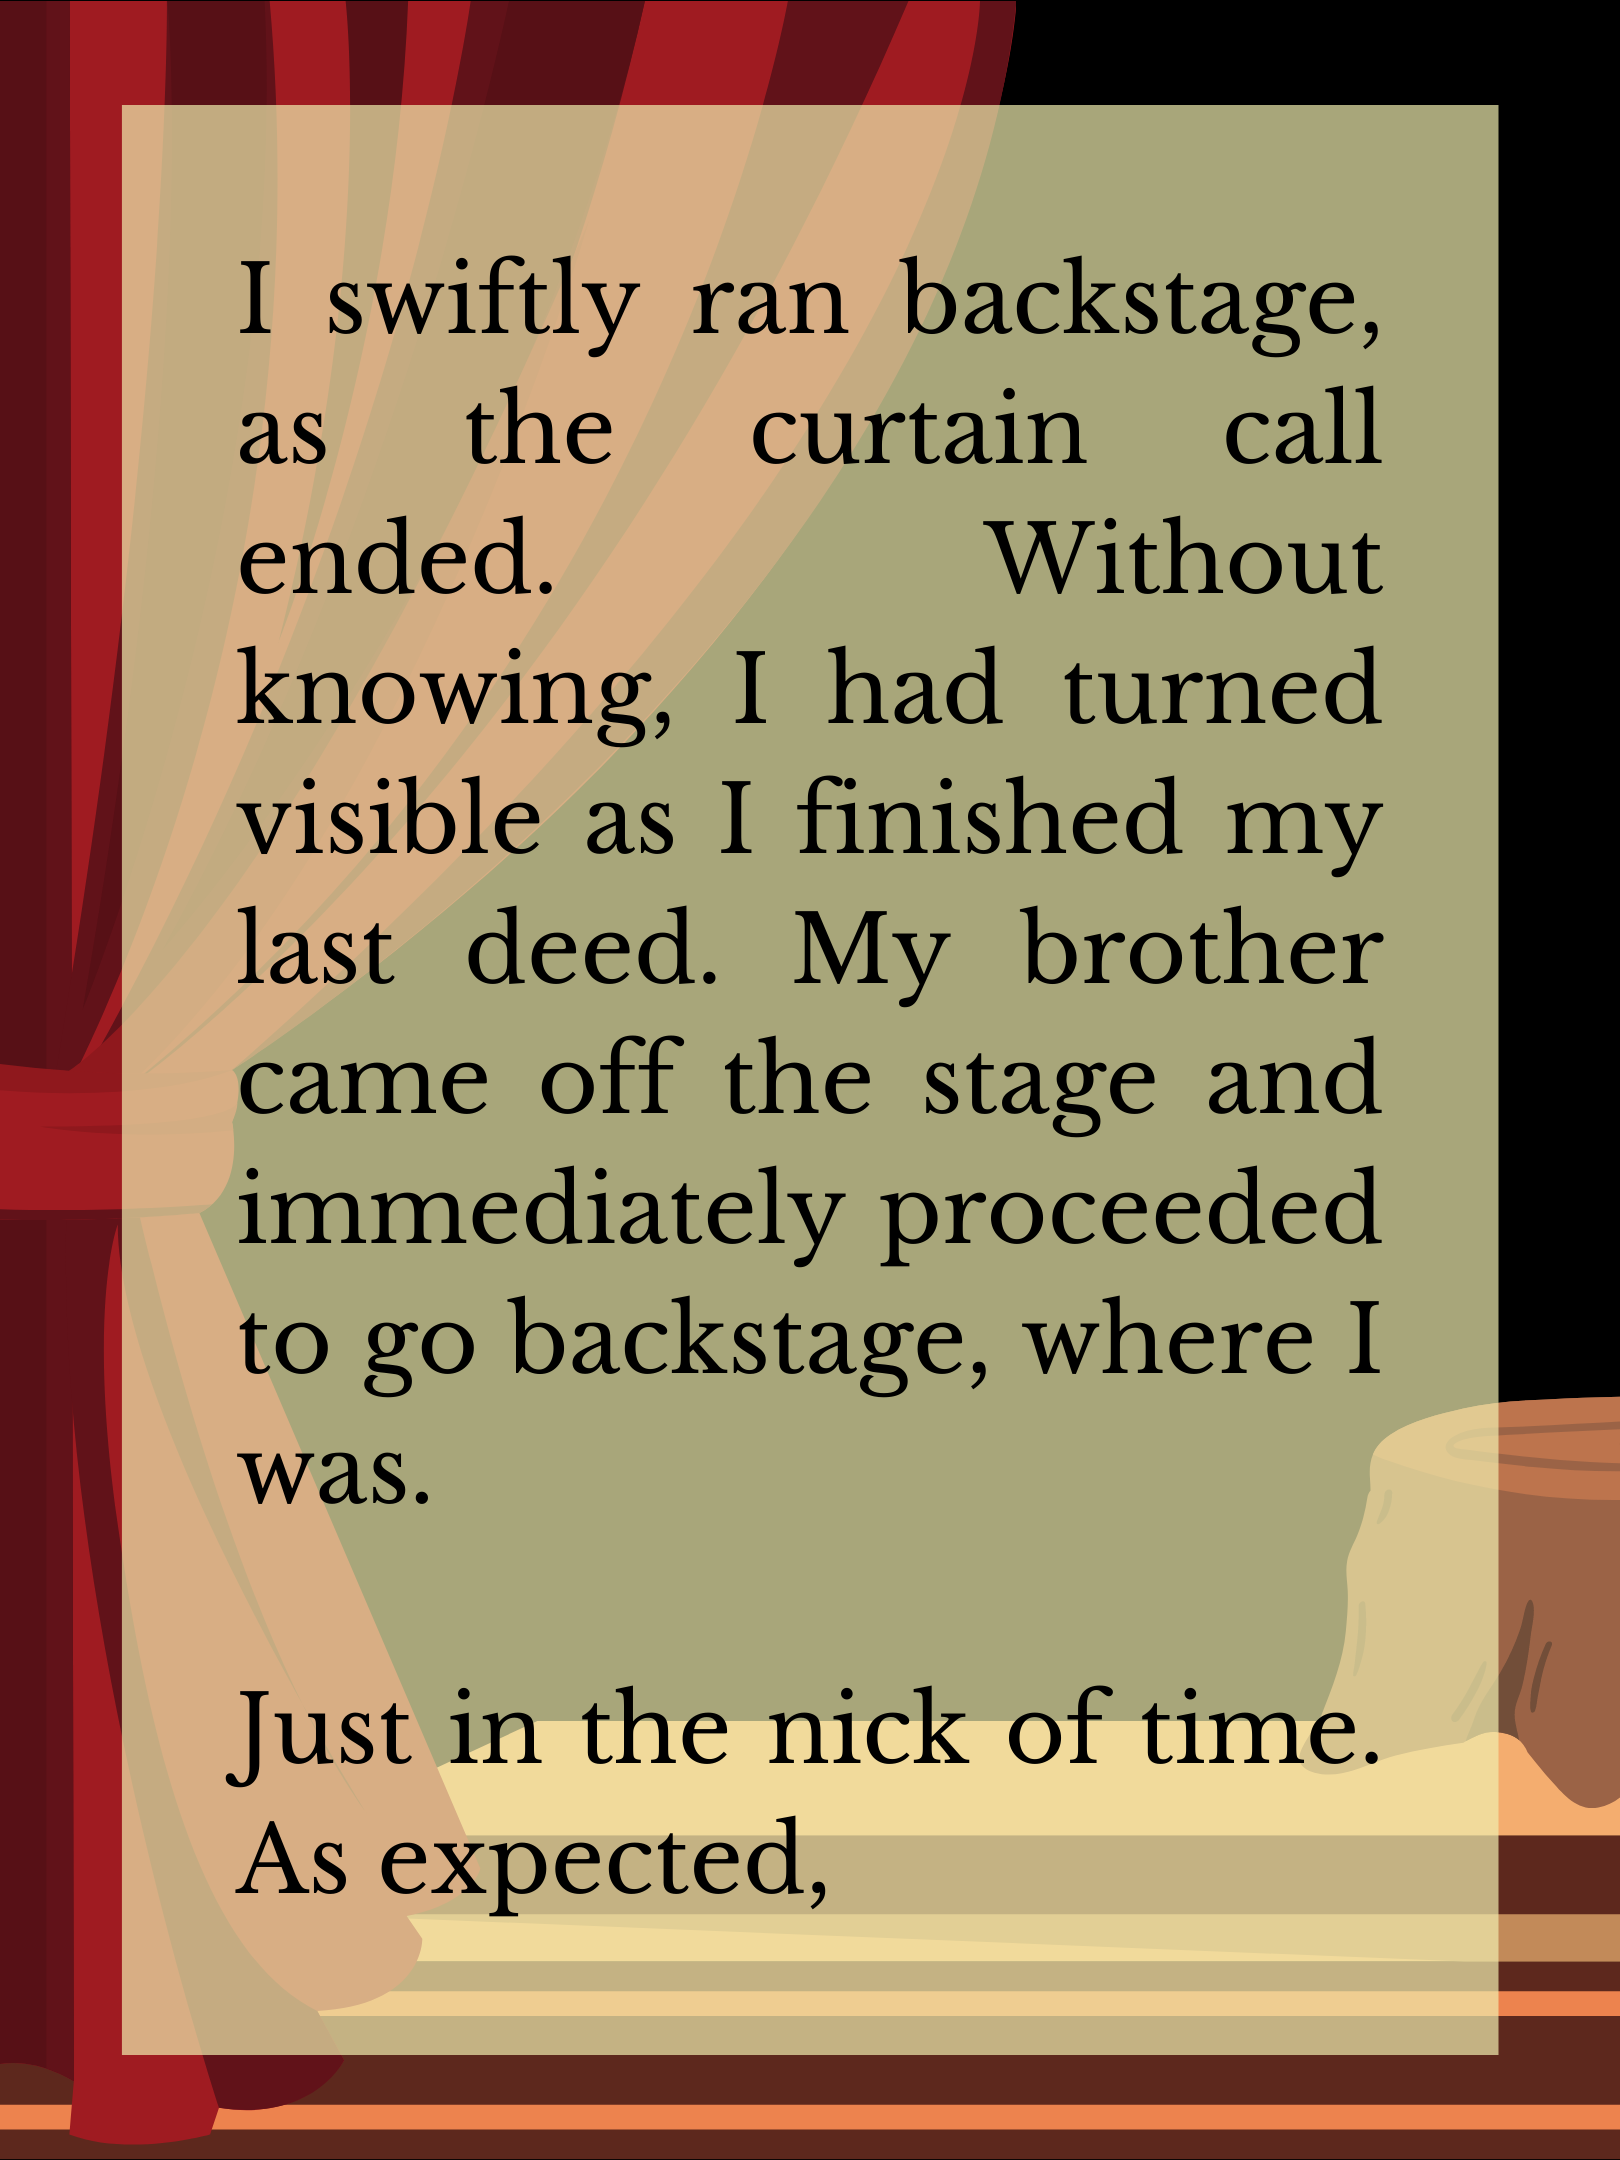 I swiftly ran backstage,
as the curtain call
ended. Without
knowing, I had turned
visible as I finished my
last deed. My brother
came off the stage and
immediately proceeded
to go backstage, where I
was.
Just in the nick of time.
As expected,